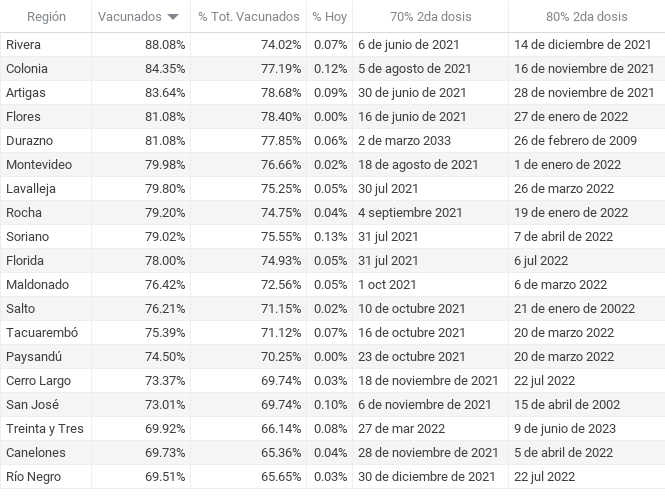 Región Vacunados % Tot. Vacunados % Hoy 70% 2da dosis 80% 2da dosis
Rivera 88.08% 74.02% 0.07% 6 de junio de 2021 14 de diciembre de 2021
Colonia 84.35% 77.19% 0.12% 5 de agosto de 2021 16 de noviembre de 2021
Artigas 83.64% 78.68% 0.09% 30 de junio de 2021 28 de noviembre de 2021
Flores 81.08% 78.40% 0.00% 16 de junio de 2021 27 de enero de 2022
Durazno 81.08% 77.85% 0.06% 2 de marzo 2033 26 de febrero de 2009
Montevideo 79.98% 76.66% 0.02% 18 de agosto de 2021 1 de enero de 2022
Lavalleja 79.80% 75.25% 0.05% 30 jul 2021 26 de marzo 2022
Rocha 79.20% 74.75% 0.04% 4 septiembre 2021 19 de enero de 2022
Soriano 79.02% 75.55% 0.13% 31 jul 2021 7 de abril de 2022
Florida 78.00% 74.93% 0.05% 31 jul 2021 6 jul 2022
Maldonado 76.42% 72.56% 0.05% 1 oct 2021 6 de marzo 2022
Salto 76.21% 71.15% 0.02% 10 de octubre 2021 21 de enero de 20022
Tacuarembó 75.39% 71.12% 0.07% 16 de octubre 2021 20 de marzo 2022
Paysandú 74.50% 70.25% 0.00% 23 de octubre 2021 20 de marzo 2022
Cerro Largo 73.37% 69.74% 0.03% 18 de noviembre de 2021 22 jul 2022
San José 73.01% 69.74% 0.10% 6 de noviembre de 2021 15 de abril de 2002
Treinta y Tres 69.92% 66.14% 0.08% 27 de mar 2022 9 de junio de 2023
Canelones 69.73% 65.36% 0.04% 28 de noviembre de 2021 5 de abril de 2022
Río Negro 69.51% 65.65% 0.03% 30 de diciembre de 2021 22 jul 2022